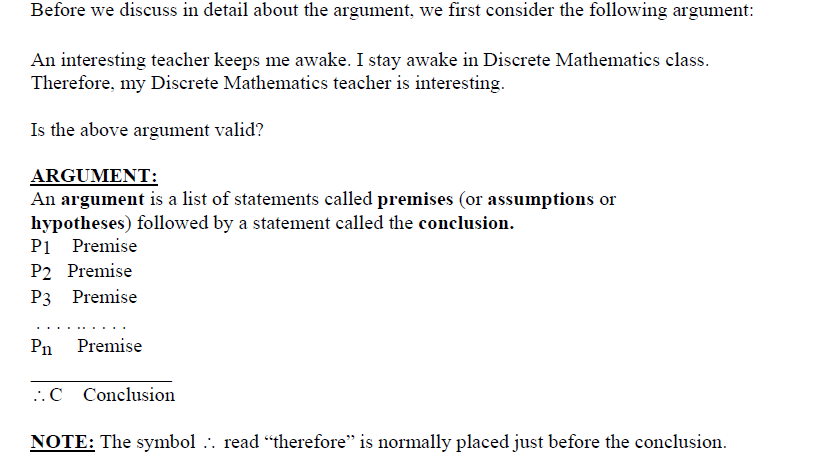 Before we discuss in detail about the argument, we first consider the following argument:
An interesting teacher keeps me awake. I stay awake in Discrete Mathematics class.
Therefore, my Discrete Mathematics teacher is interesting.
Is the above argument valid?
ARGUMENT:
An argument is a list of statements called premises (or assumptions or
hypotheses) followed by a statement called the conclusion.
P1 Premise
P2 Premise
P3 Premise
. . . . .. . . . .
Pn Premise
∴ C Conclusion
NOTE: The symbol ∴ read “therefore” is normally placed just before the conclusion.